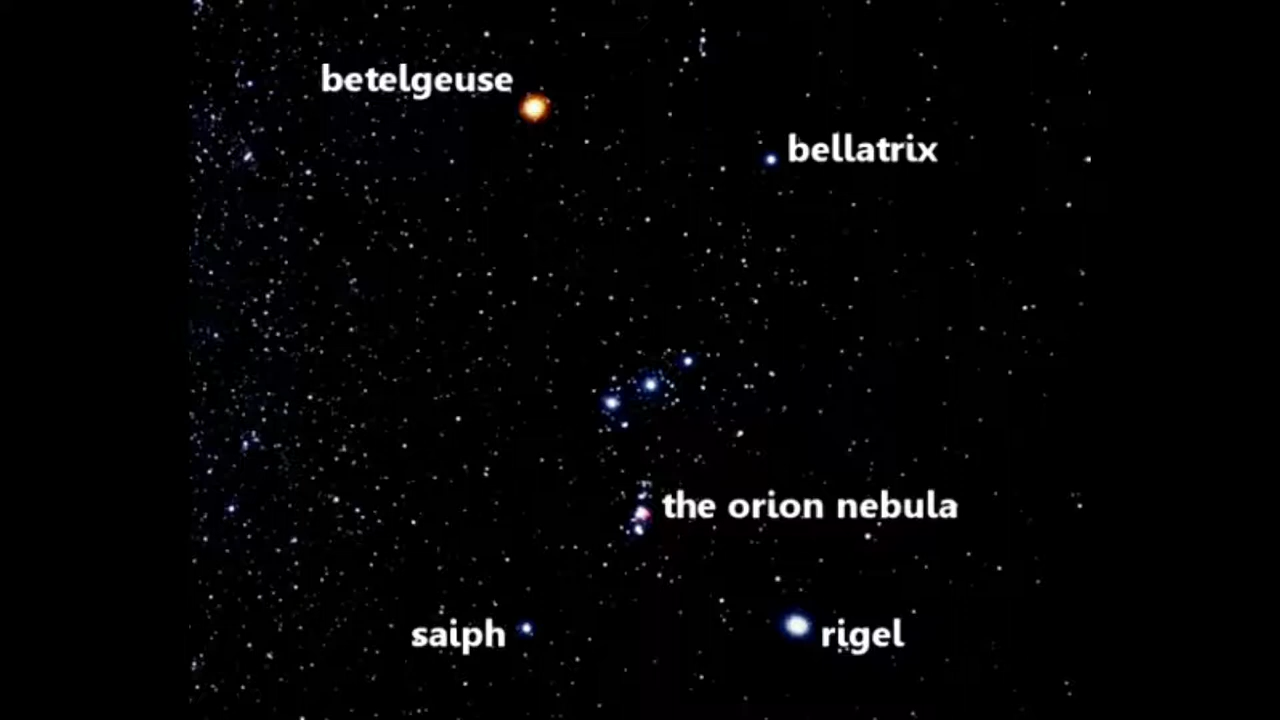 betelgeuse
bellatrix
the orion nebula
saiph
rigel